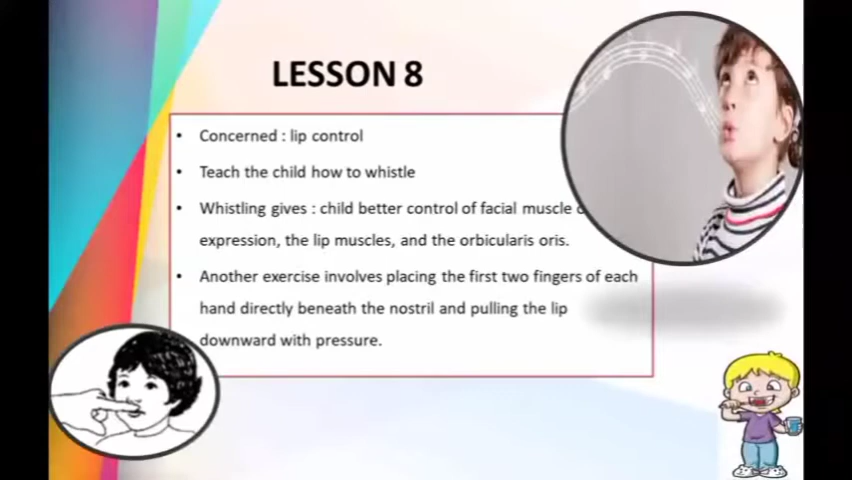 LESSON 8
• Concerned : lip control
• Teach the child how to whistle
• Whistling gives : child better control of facial muscle
expression, the lip muscles, and the orbicularis oris.
• Another exercise involves placing the first two fingers of each
hand directly beneath the nostril and pulling the lip
downward with pressure.